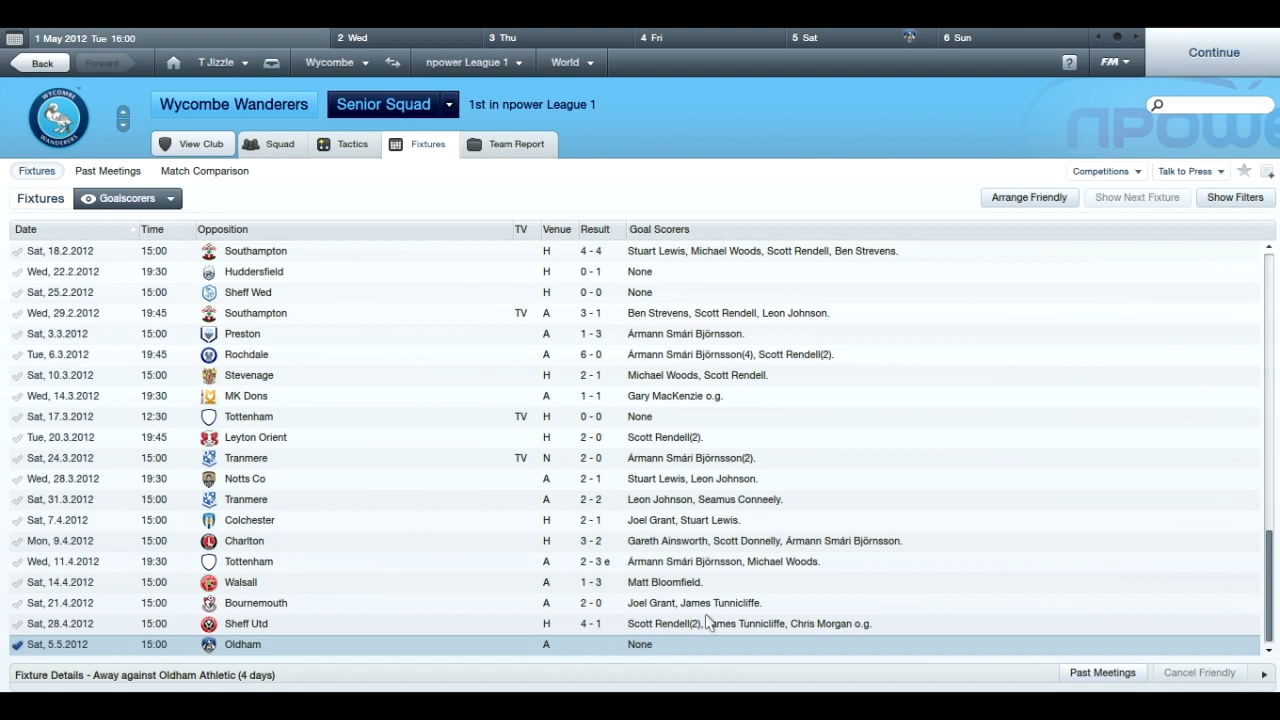 1 May 2012 Tue 16:00 2 Wed 3 Thu 4 Fri 5 Sat 6 Sun
Continue
Back Forward T Jizzle Wycombe npower League 1 World ? FM
Wycombe Wanderers Senior Squad 1st in npower League 1
View Club Squad Tactics Fixtures Team Report
Fixtures Past Meetings Match Comparison Competitions Talk to Press
Fixtures Goalscorers Arrange Friendly Show Next Fixture Show Filters
Date Time Opposition TV Venue Result Goal Scorers
Sat, 18.2.2012 15:00 Southampton H 4 - 4 Stuart Lewis, Michael Woods, Scott Rendell, Ben Strevens.
Wed, 22.2.2012 19:30 Huddersfield H 0 - 1 None
Sat, 25.2.2012 15:00 Sheff Wed H 0 - 0 None
Wed, 29.2.2012 19:45 Southampton TV A 3 - 1 Ben Strevens, Scott Rendell, Leon Johnson.
Sat, 3.3.2012 15:00 Preston A 1 - 3 Ármann Smári Björnsson.
Tue, 6.3.2012 19:45 Rochdale A 6 - 0 Ármann Smári Björnsson(4), Scott Rendell(2).
Sat, 10.3.2012 15:00 Stevenage H 2 - 1 Michael Woods, Scott Rendell.
Wed, 14.3.2012 19:30 MK Dons A 1 - 1 Gary MacKenzie o.g.
Sat, 17.3.2012 12:30 Tottenham TV H 0 - 0 None
Tue, 20.3.2012 19:45 Leyton Orient H 2 - 0 Scott Rendell(2).
Sat, 24.3.2012 15:00 Tranmere TV N 2 - 0 Ármann Smári Björnsson(2).
Wed, 28.3.2012 19:30 Notts Co A 2 - 1 Stuart Lewis, Leon Johnson.
Sat, 31.3.2012 15:00 Tranmere A 2 - 2 Leon Johnson, Seamus Conneely.
Sat, 7.4.2012 15:00 Colchester H 2 - 1 Joel Grant, Stuart Lewis.
Mon, 9.4.2012 15:00 Charlton H 3 - 2 Gareth Ainsworth, Scott Donnelly, Ármann Smári Björnsson.
Wed, 11.4.2012 19:30 Tottenham A 2 - 3 e Ármann Smári Björnsson, Michael Woods.
Sat, 14.4.2012 15:00 Walsall A 1 - 3 Matt Bloomfield.
Sat, 21.4.2012 15:00 Bournemouth A 2 - 0 Joel Grant, James Tunnicliffe.
Sat, 28.4.2012 15:00 Sheff Utd H 4 - 1 Scott Rendell(2), James Tunnicliffe, Chris Morgan o.g.
Sat, 5.5.2012 15:00 Oldham A None
Fixture Details - Away against Oldham Athletic (4 days) Past Meetings Cancel Friendly